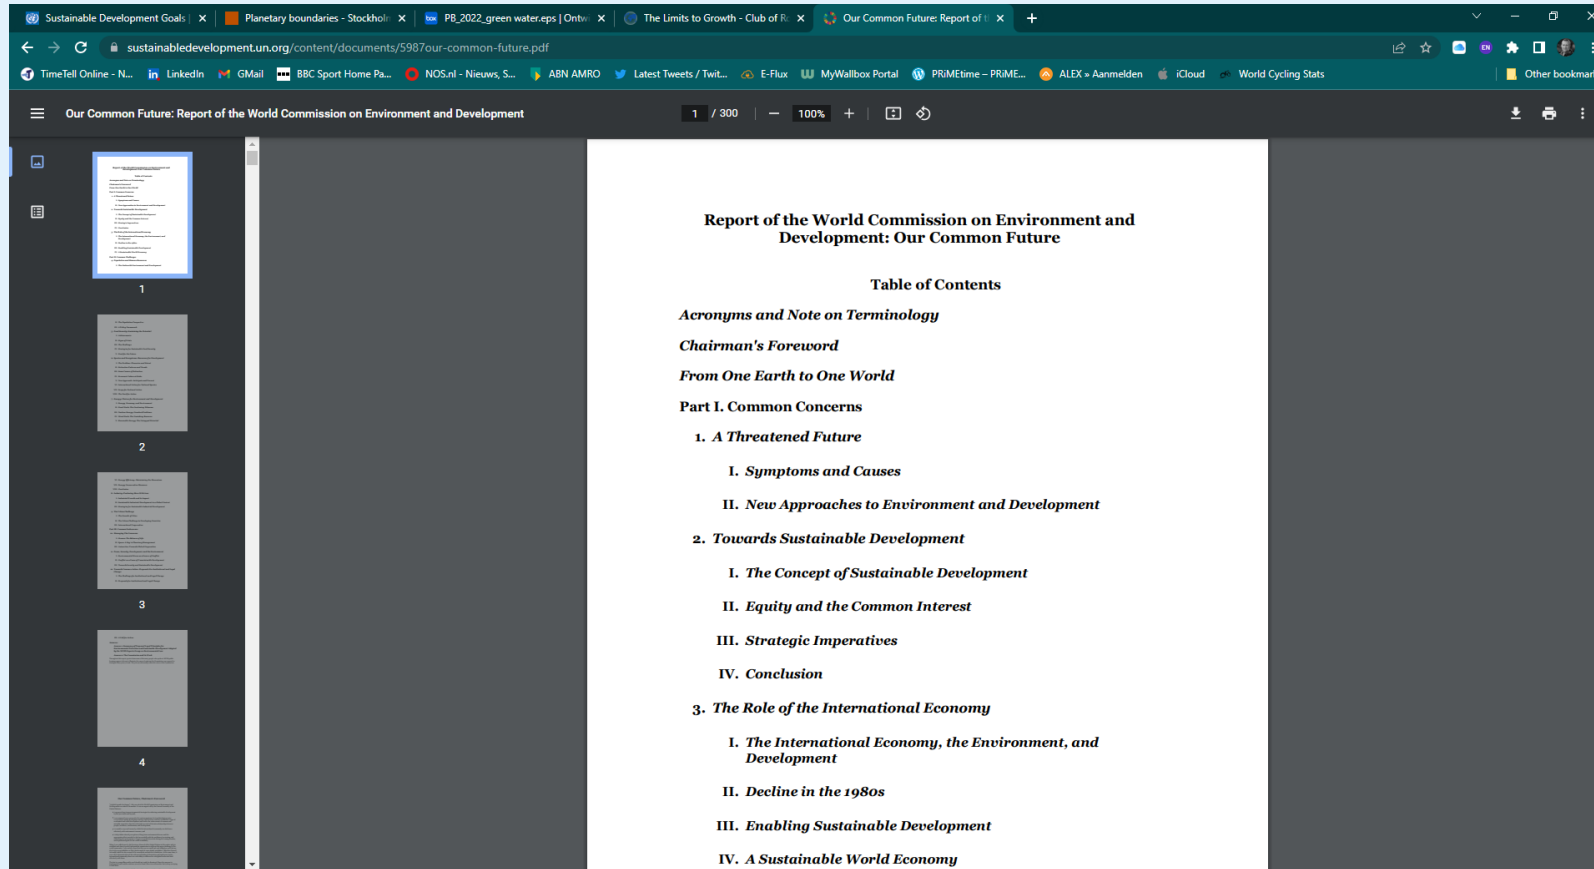 Sustainable Development Goals
Planetary boundaries - Stockholm
PB_2022_green water.eps | Ontw
The Limits to Growth - Club of Ro
Our Common Future: Report of t
sustainabledevelopment.un.org/content/documents/5987our-common-future.pdf
EN
TimeTell Online - N...
in LinkedIn
GMail
BBC Sport Home Pa...
NOS.nl - Nieuws, S...
ABN AMRO
Latest Tweets / Twit...
E-Flux
MyWallbox Portal
PRiMEtime – PRiME...
ALEX » Aanmelden
iCloud
World Cycling Stats
Other bookmar
Our Common Future: Report of the World Commission on Environment and Development
1 / 300
100%
1
2
3
4
Report of the World Commission on Environment and
Development: Our Common Future
Table of Contents
Acronyms and Note on Terminology
Chairman's Foreword
From One Earth to One World
Part I. Common Concerns
1. A Threatened Future
I. Symptoms and Causes
II. New Approaches to Environment and Development
2. Towards Sustainable Development
I. The Concept of Sustainable Development
II. Equity and the Common Interest
III. Strategic Imperatives
IV. Conclusion
3. The Role of the International Economy
I. The International Economy, the Environment, and
Development
II. Decline in the 1980s
III. Enabling Sustainable Development
IV. A Sustainable World Economy